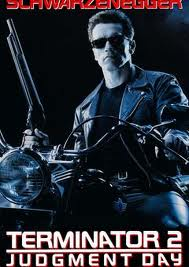 SCHWARZENEGGER
TERMINATOR 2
JUDGMENT DAY